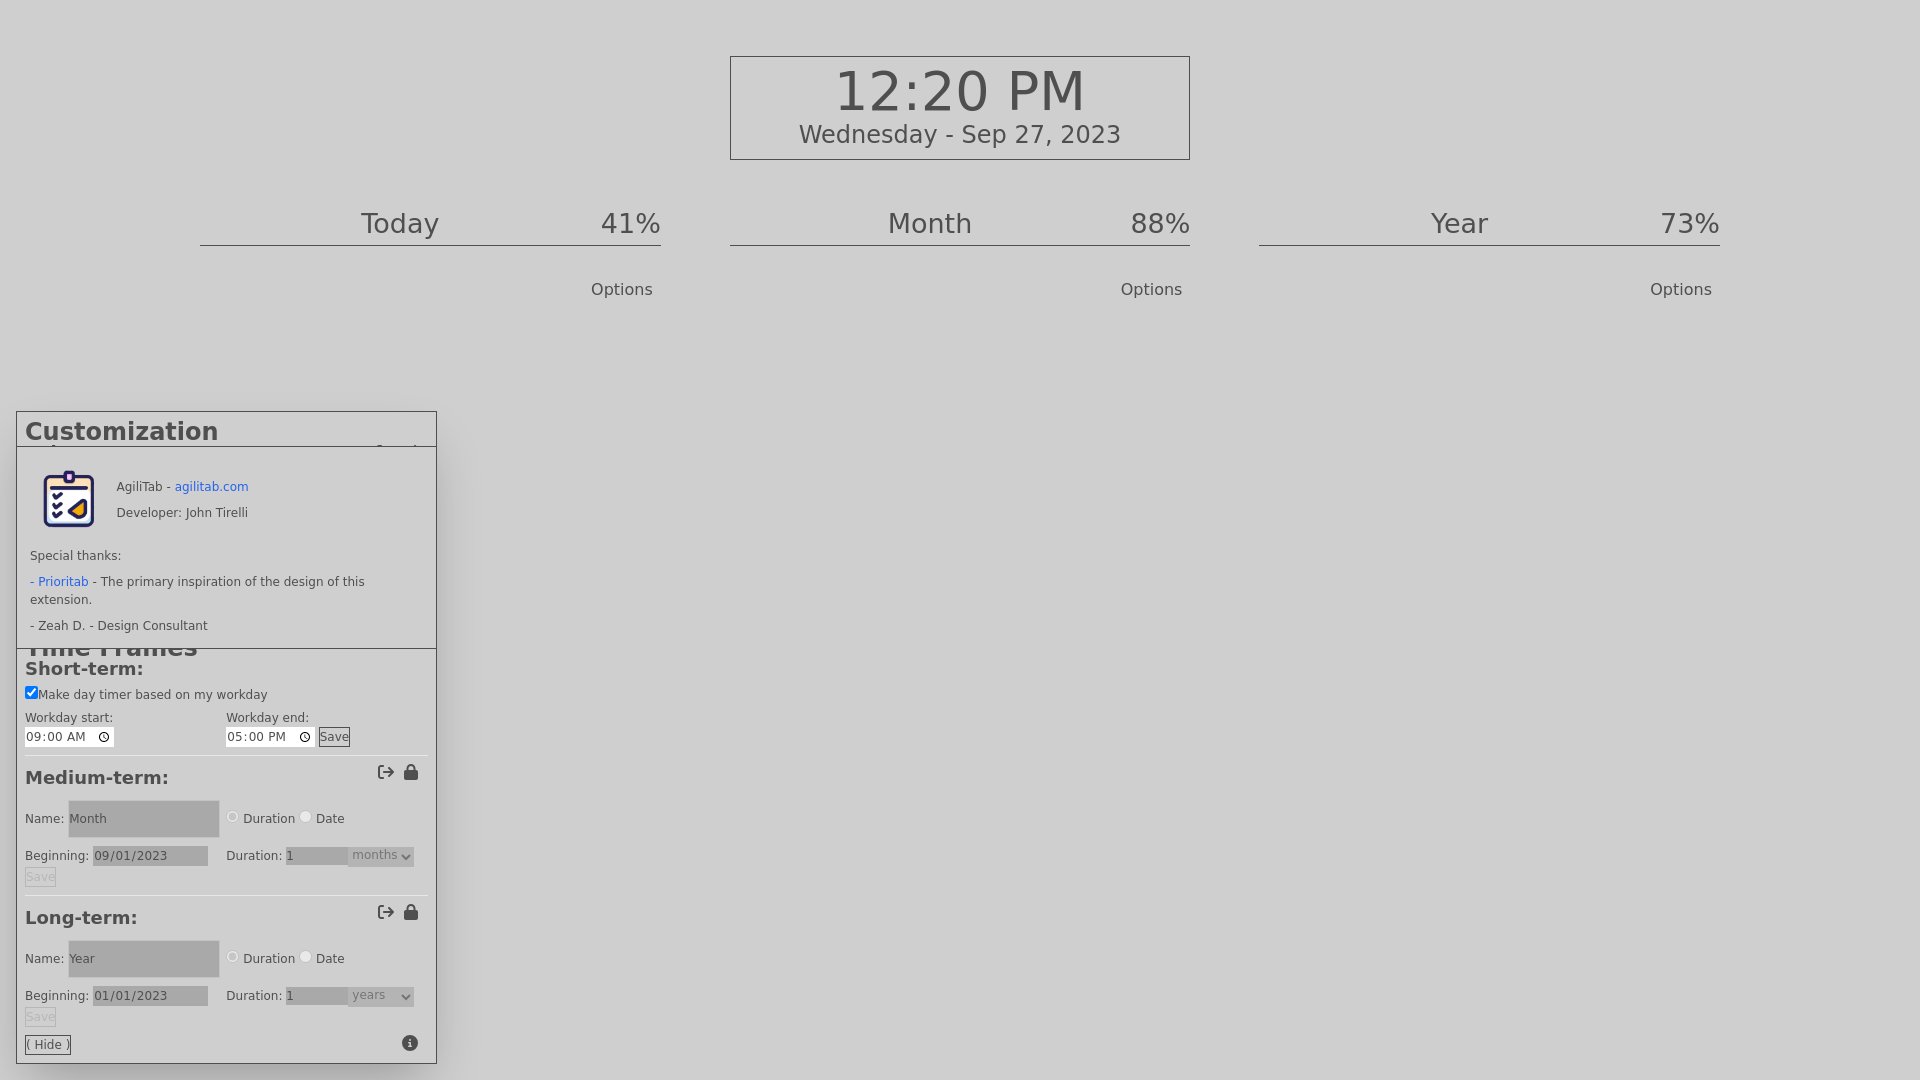 12:20 PM
Wednesday - Sep 27, 2023
Today 41%
Month 88%
Year 73%
Options
Options
Options
Customization
AgiliTab - agilitab.com
Developer: John Tirelli
Special thanks:
- Prioritab - The primary inspiration of the design of this
extension.
- Zeah D. - Design Consultant
Time Frames
Short-term:
Make day timer based on my workday
Workday start: Workday end:
09:00 AM 05:00 PM Save
Medium-term:
Name: Month Duration Date
Beginning: 09/01/2023 Duration: 1 months
Save
Long-term:
Name: Year Duration Date
Beginning: 01/01/2023 Duration: 1 years
Save
( Hide )